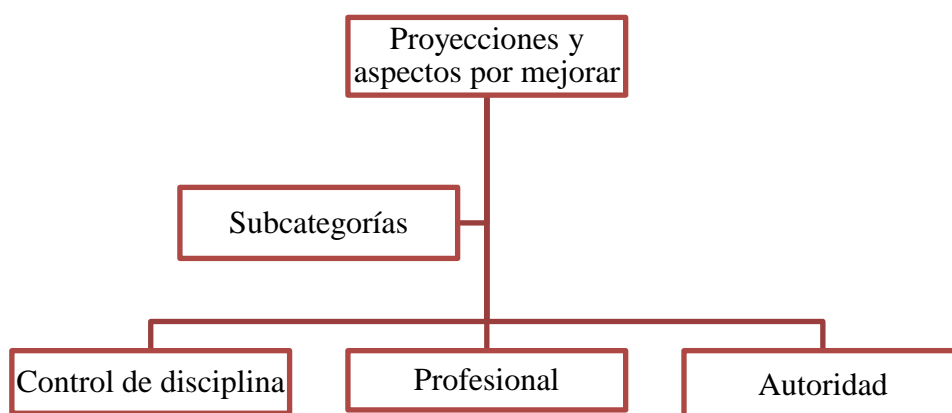 Proyecciones y
aspectos por mejorar
Subcategorías
Control de disciplina
Profesional
Autoridad